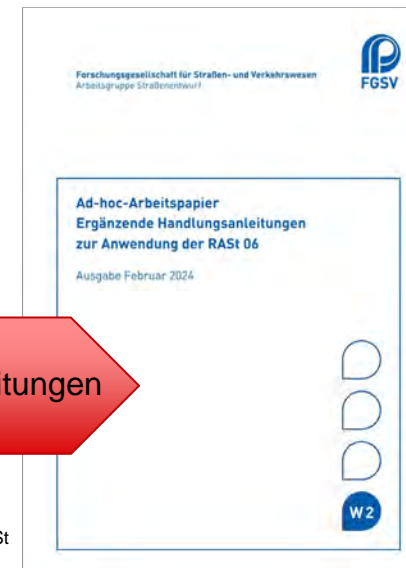 Forschungsgesellschaft für Straßen- und Verkehrswesen
Arbeitsgruppe Straßenentwurf
FGSV
Ad-hoc-Arbeitspapier
Ergänzende Handlungsanleitungen
zur Anwendung der RASt 06
Ausgabe Februar 2024
itungen
W 2
St